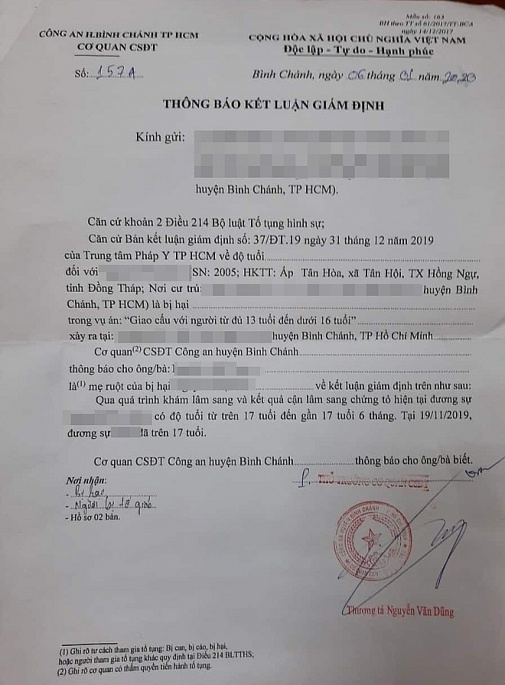 Mẫu số: 163
BH theo TT số 61/2017/TT-BCA
ngày 14/12/2017
CÔNG AN H.BÌNH CHÁNH TP HCM
CƠ QUAN CSĐT
CỘNG HÒA XÃ HỘI CHỦ NGHĨA VIỆT NAM
Độc lập - Tự do - Hạnh phúc
Số: 157A
Bình Chánh, ngày 06 tháng 01 năm 2020
THÔNG BÁO KẾT LUẬN GIÁM ĐỊNH
Kính gửi:
huyện Bình Chánh, TP HCM).
Căn cứ khoản 2 Điều 214 Bộ luật Tố tụng hình sự;
Căn cứ Bản kết luận giám định số: 37/ĐT.19 ngày 31 tháng 12 năm 2019
của Trung tâm Pháp Y TP HCM về độ tuổi
đối với SN: 2005; HKTT: Ấp Tân Hòa, xã Tân Hội, TX Hồng Ngự,
tỉnh Đồng Tháp; Nơi cư trú: huyện Bình
Chánh, TP HCM) là bị hại
trong vụ án: “Giao cấu với người từ đủ 13 tuổi đến dưới 16 tuổi”
xảy ra tại: huyện Bình Chánh, TP Hồ Chí Minh
Cơ quan(2) CSĐT Công an huyện Bình Chánh
thông báo cho ông/bà:
là(1) mẹ ruột của bị hại về kết luận giám định trên như sau:
Qua quá trình khám lâm sang và kết quả cận lâm sang chứng tỏ hiện tại đương sự
có độ tuổi từ trên 17 tuổi đến gần 17 tuổi 6 tháng. Tại 19/11/2019,
đương sự đã trên 17 tuổi.
Cơ quan CSĐT Công an huyện Bình Chánh thông báo cho ông/bà biết.
Nơi nhận:
- Bị hại
- Người bị tố giác
- Hồ sơ 02 bản.
THỦ TRƯỞNG CƠ QUAN CSĐT
Thượng tá Nguyễn Văn Dũng
(1) Ghi rõ tư cách tham gia tố tụng: Bị can, bị cáo, bị hại,
hoặc người tham gia tố tụng khác quy định tại Điều 214 BLTTHS;
(2) Ghi rõ cơ quan có thẩm quyền tiến hành tố tụng.